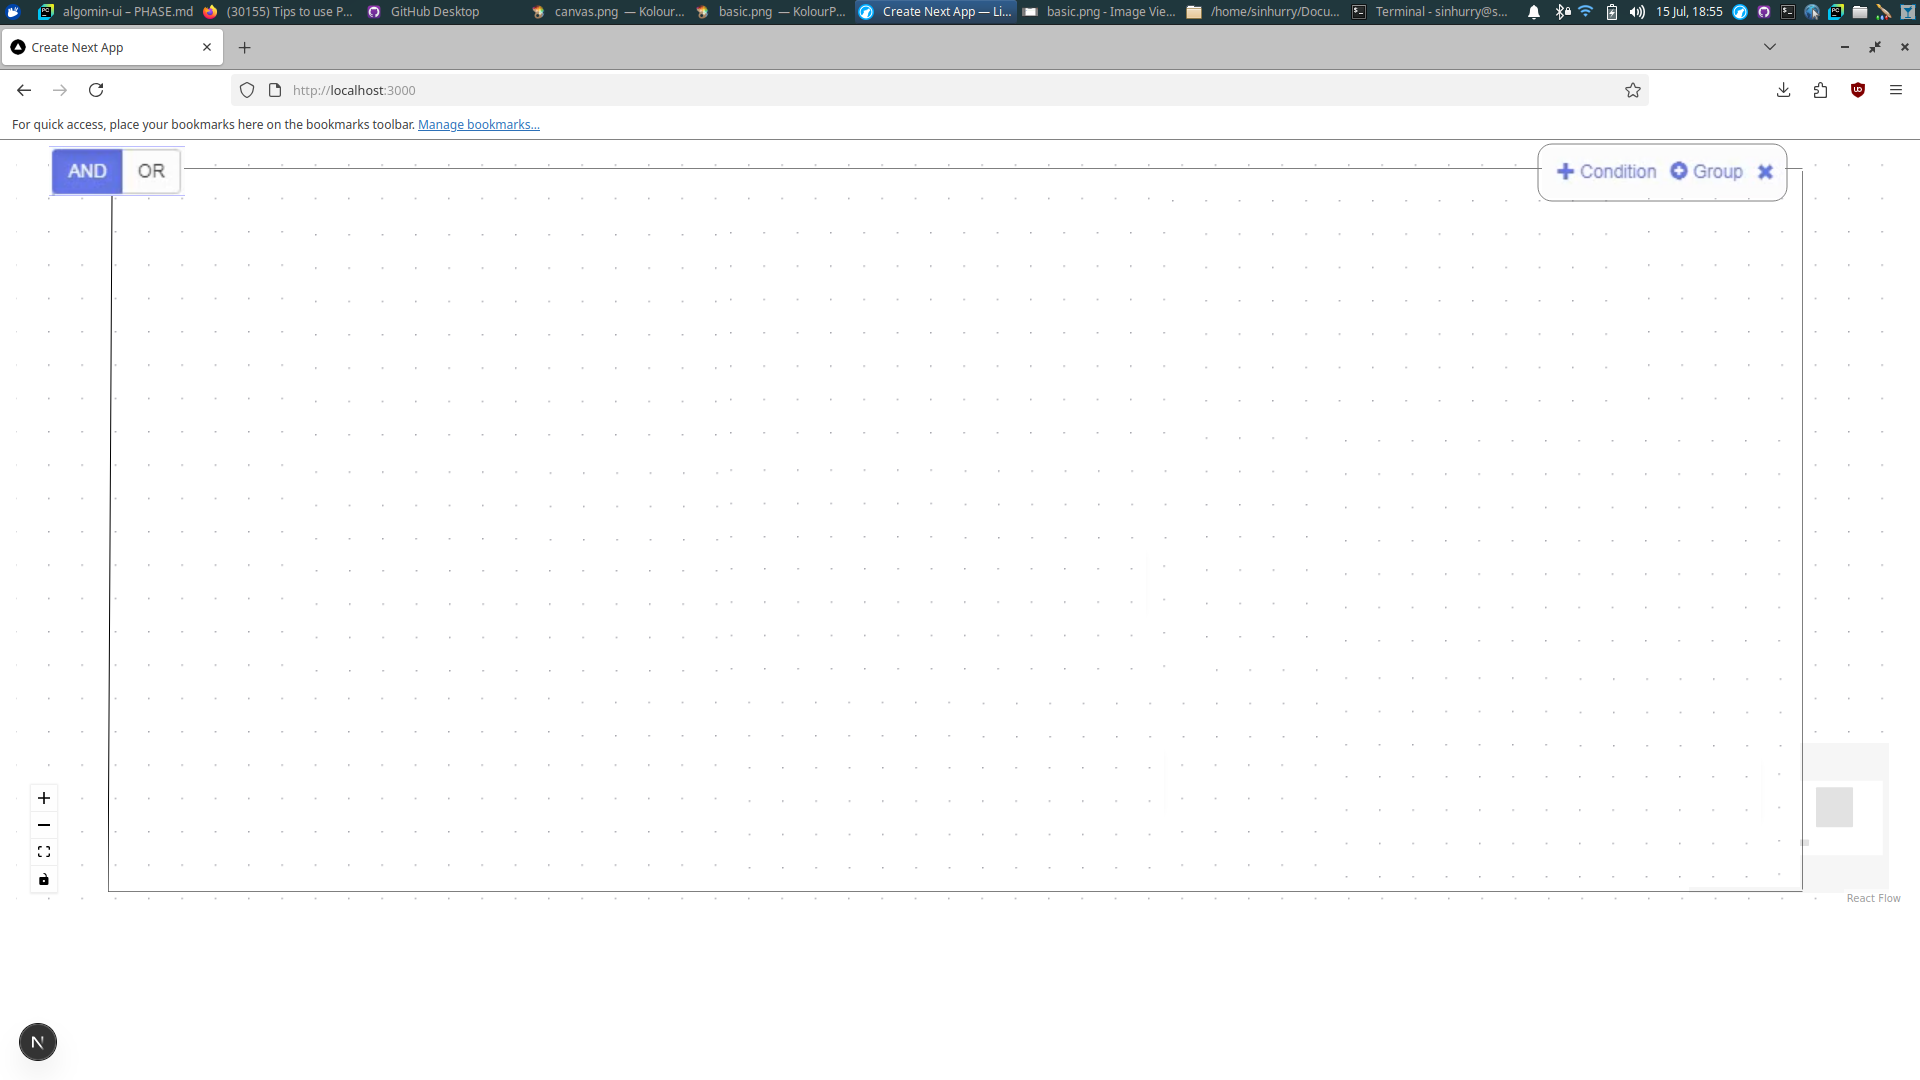 algomin-ui – PHASE.md
(30155) Tips to use P...
GitHub Desktop
canvas.png — Kolour...
basic.png — KolourP...
Create Next App — Li...
basic.png - Image Vie...
/home/sinhurry/Docu...
Terminal - sinhurry@s...
15 Jul, 18:55
Create Next App
http://localhost:3000
For quick access, place your bookmarks here on the bookmarks toolbar. Manage bookmarks...
AND OR
Condition Group
React Flow
N